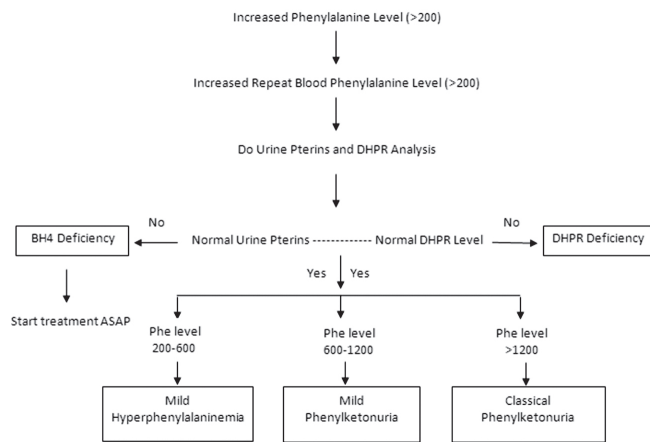 Increased Phenylalanine Level (>200)
Increased Repeat Blood Phenylalanine Level (>200)
Do Urine Pterins and DHPR Analysis
No
No
BH4 Deficiency
Normal Urine Pterins ----------- Normal DHPR Level
DHPR Deficiency
Yes
Yes
Start treatment ASAP
Phe level
200-600
Phe level
600-1200
Phe level
>1200
Mild
Hyperphenylalaninemia
Mild
Phenylketonuria
Classical
Phenylketonuria